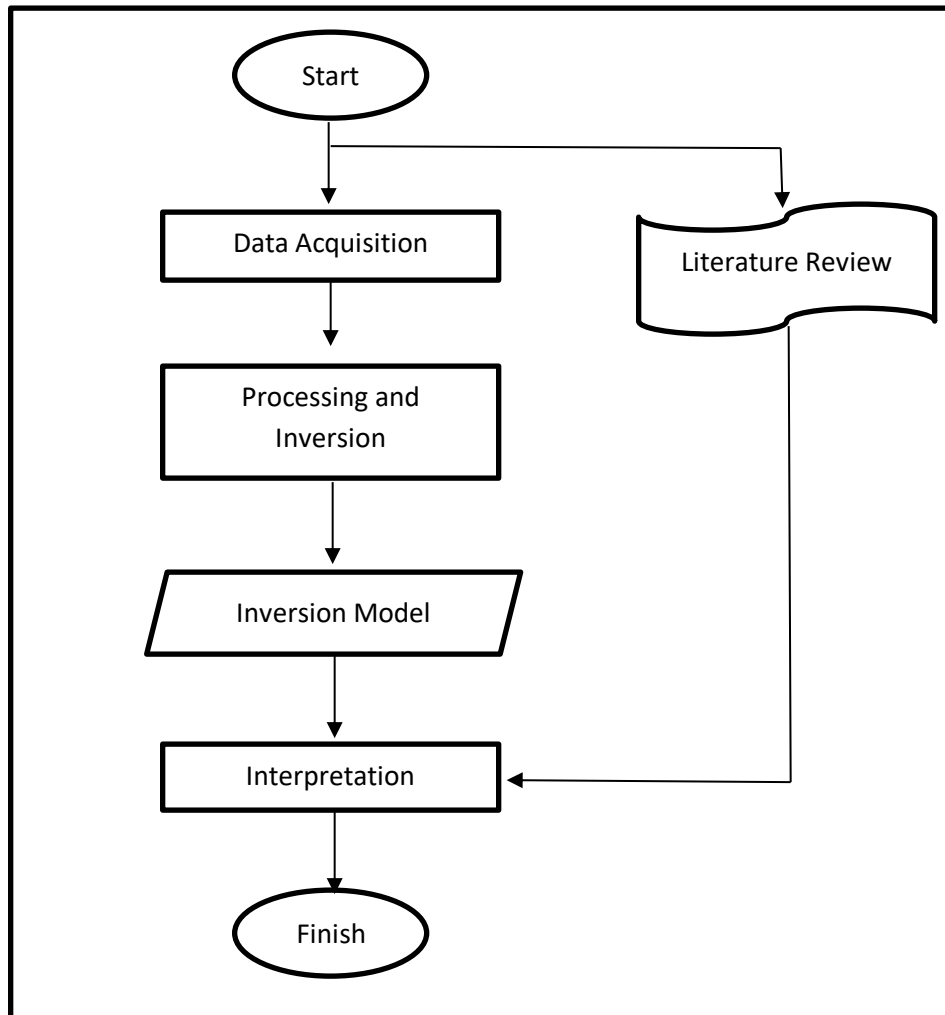 Start
Data Acquisition
Literature Review
Processing and
Inversion
Inversion Model
Interpretation
Finish